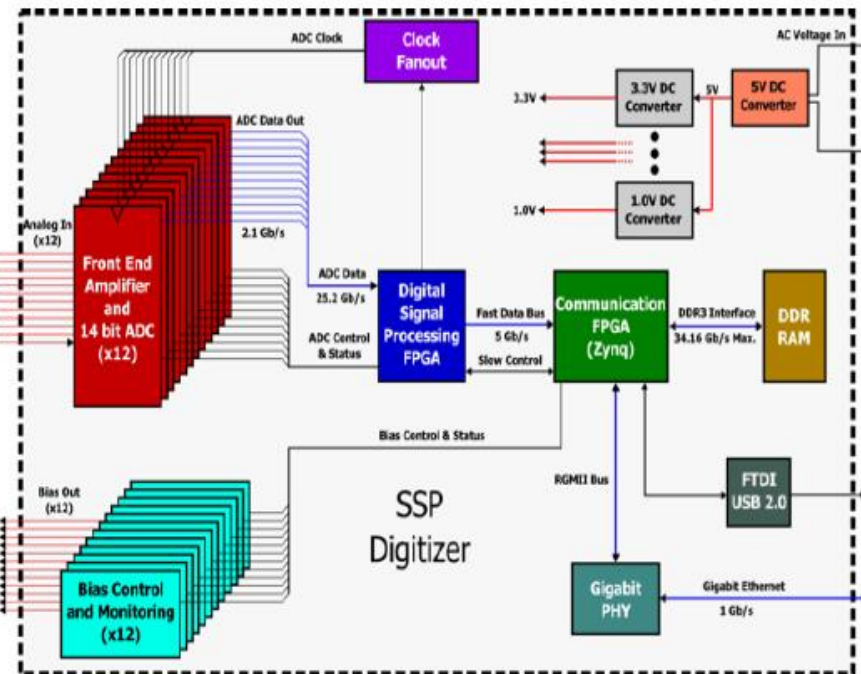 ADC Clock
Clock
Fanout
AC Voltage In
3.3V
3.3V DC
Converter
5V
5V DC
Converter
1.0V
1.0V DC
Converter
ADC Data Out
2.1 Gb/s
Analog In
(x12)
Front End
Amplifier
and
14 bit ADC
(x12)
ADC Data
25.2 Gb/s
ADC Control
& Status
Digital
Signal
Processing
FPGA
Fast Data Bus
5 Gb/s
Slow Control
Communication
FPGA
(Zynq)
DDR3 Interface
34.16 Gb/s Max.
DDR
RAM
Bias Control & Status
Bias Out
(x12)
Bias Control
and Monitoring
(x12)
SSP
Digitizer
RGMII Bus
FTDI
USB 2.0
Gigabit
PHY
Gigabit Ethernet
1 Gb/s